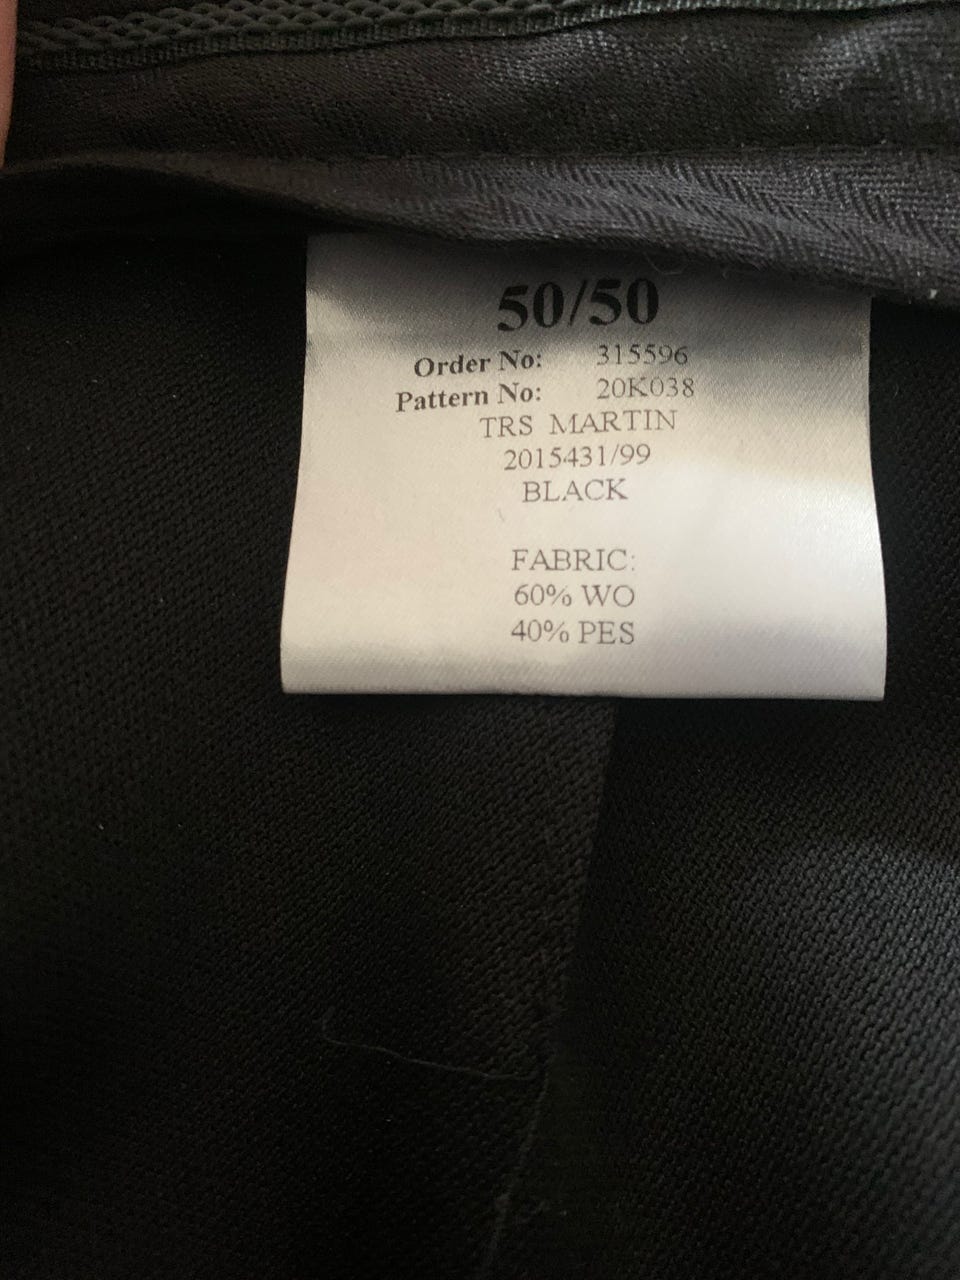 50/50
Order No: 315596
Pattern No: 20K038
TRS MARTIN
2015431/99
BLACK
FABRIC:
60% WO
40% PES